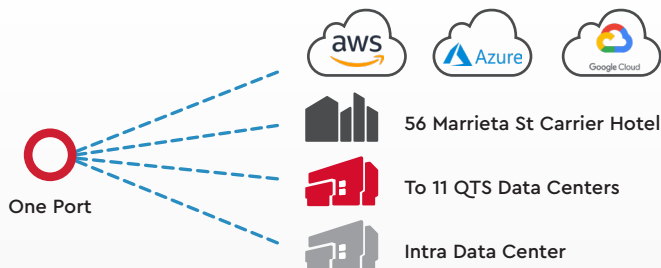 aws
Azure
Google Cloud
56 Marrieta St Carrier Hotel
To 11 QTS Data Centers
One Port
Intra Data Center